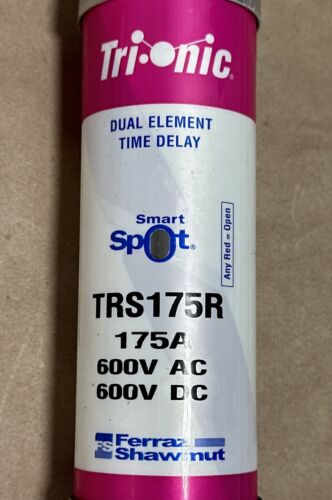 Tri-Onic®
DUAL ELEMENT
TIME DELAY
Smart
Spot®
Any Red = Open
TRS175R
175A
600V AC
600V DC
FS Ferraz
Shawmut